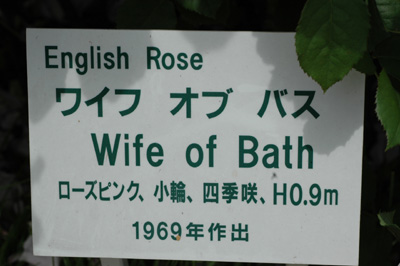 English Rose
ワイフ オブ バス
Wife of Bath
ローズピンク、小輪、四季咲、H0.9m
1969年作出